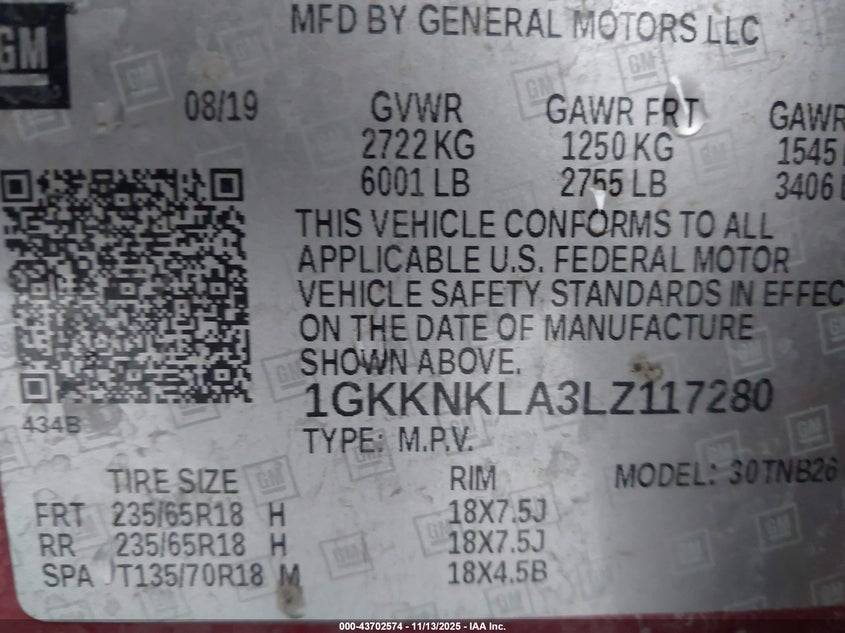 GM
MFD BY GENERAL MOTORS LLC
08/19 GVWR GAWR FRT GAWR
2722 KG 1250 KG 1545
6001 LB 2755 LB 3406
THIS VEHICLE CONFORMS TO ALL
APPLICABLE U.S. FEDERAL MOTOR
VEHICLE SAFETY STANDARDS IN EFFEC
ON THE DATE OF MANUFACTURE
SHOWN ABOVE.
1GKKNKLA3LZ117280
434B
TYPE: M.P.V.
TIRE SIZE RIM MODEL: 30TNB26
FRT 235/65R18 H 18X7.5J
RR 235/65R18 H 18X7.5J
SPA T135/70R18 M 18X4.5B
000-43702574 - 11/13/2025 - IAA Inc.